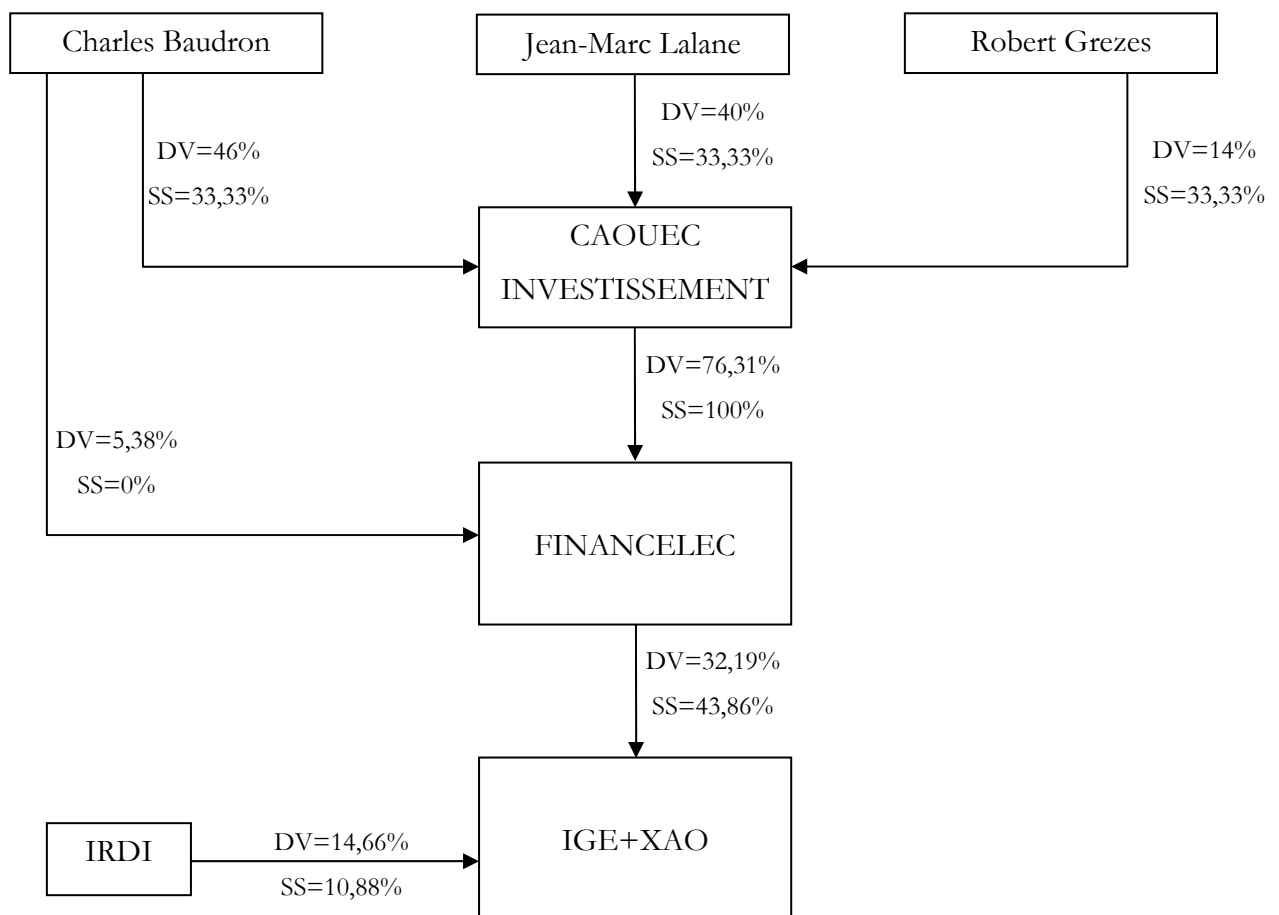 Charles Baudron
Jean-Marc Lalane
Robert Grezes
DV=46%
SS=33,33%
DV=40%
SS=33,33%
DV=14%
SS=33,33%
CAOUEC
INVESTISSEMENT
DV=76,31%
SS=100%
DV=5,38%
SS=0%
FINANCELEC
DV=32,19%
SS=43,86%
IRDI
DV=14,66%
SS=10,88%
IGE+XAO